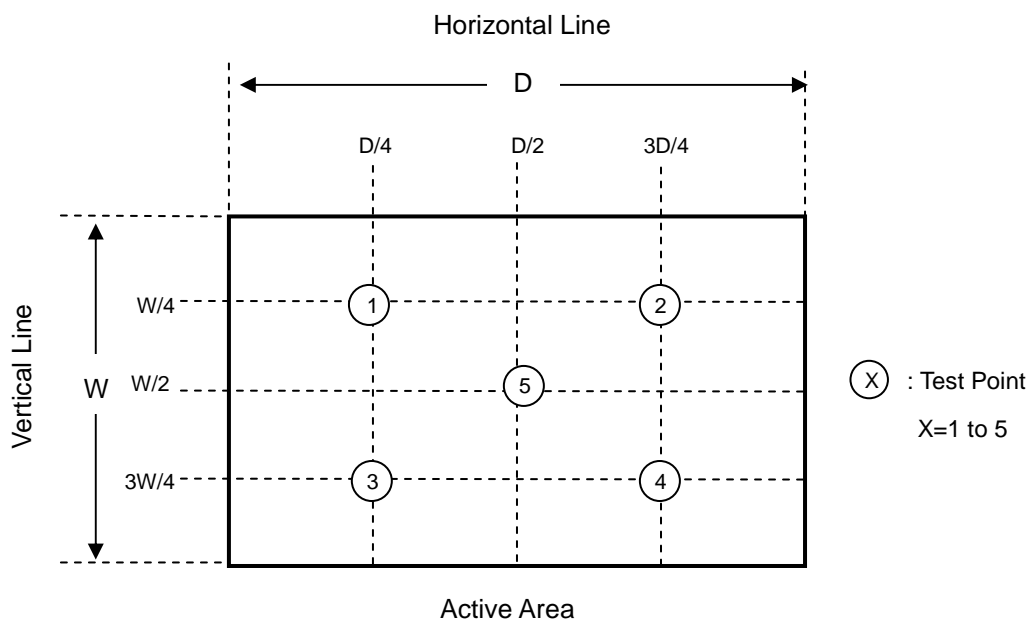 Horizontal Line
D
D/4 D/2 3D/4
W/4
1 2
Vertical Line
W
W/2
5
X : Test Point
X=1 to 5
3W/4
3 4
Active Area